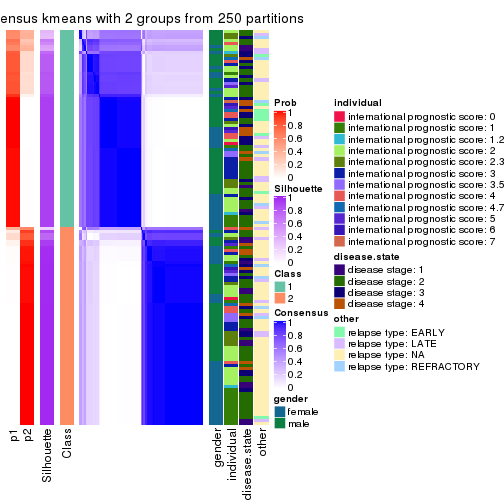 ensus kmeans with 2 groups from 250 partitions
p1
p2
Silhouette
Class
gender
individual
disease.state
other
Prob
1
0.8
0.6
0.4
0.2
0
Silhouette
1
0.8
0.6
0.4
0.2
0
Class
1
2
Consensus
1
0.8
0.6
0.4
0.2
0
gender
female
male
individual
international prognostic score: 0
international prognostic score: 1
international prognostic score: 1.2
international prognostic score: 2
international prognostic score: 2.3
international prognostic score: 3
international prognostic score: 3.5
international prognostic score: 4
international prognostic score: 4.7
international prognostic score: 5
international prognostic score: 6
international prognostic score: 7
disease.state
disease stage: 1
disease stage: 2
disease stage: 3
disease stage: 4
other
relapse type: EARLY
relapse type: LATE
relapse type: NA
relapse type: REFRACTORY